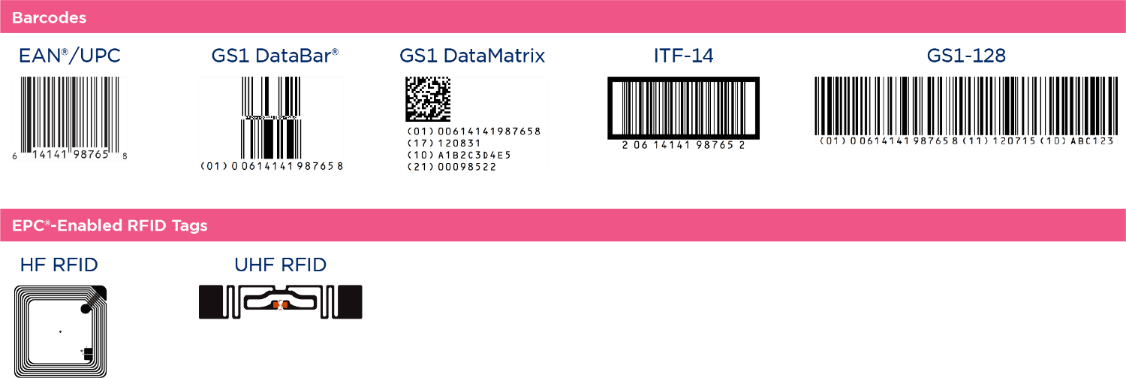 Barcodes
EAN®/UPC
GS1 DataBar®
GS1 DataMatrix
ITF-14
GS1-128
6 14141 98765 8
(01) 0 0614141 98765 8
(01) 00614141987658
(17) 120831
(10) A1B2C3D4E5
(21) 00098522
2 06 14141 98765 2
(01) 0 0614141 98765 8 (11) 120715 (10) ABC123
EPC®-Enabled RFID Tags
HF RFID
UHF RFID